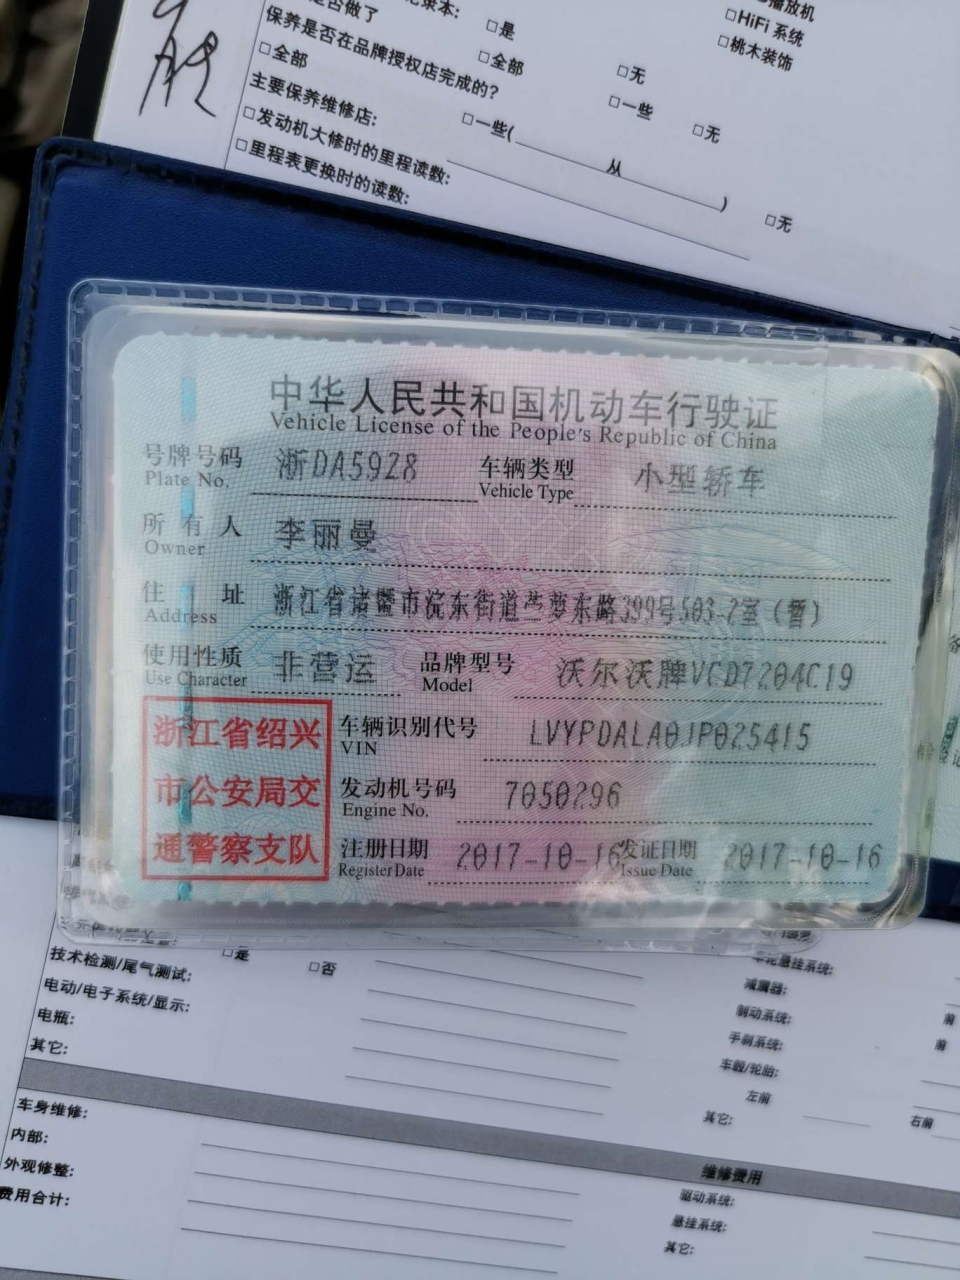 是否做了
录本:
□是
□HiFi 系统
□桃木装饰
保养是否在品牌授权店完成的?
□全部
□全部
□无
□一些
□无
主要保养维修店:
□一些(
从
)
□发动机大修时的里程读数:
□里程表更换时的读数:
□无
中华人民共和国机动车行驶证
Vehicle License of the People's Republic of China
号牌号码 浙DA59Z8 车辆类型 小型轿车
Plate No. Vehicle Type
所有人 李丽曼
Owner
住址 浙江省诸暨市浣东街道兰萝东路399号503-2室（暂）
Address
使用性质 非营运 品牌型号 沃尔沃牌VCD7204C19
Use Character Model
浙江省绍兴
市公安局交
通警察支队
车辆识别代号 LVYPDALA0JP025415
VIN
发动机号码 7050296
Engine No.
注册日期 2017-10-16 发证日期 2017-10-16
Register Date Issue Date
□是
□否
技术检测/尾气测试:
电动/电子系统/显示:
电瓶:
其它:
车轮悬挂系统:
减震器:
制动系统:
前
手刹系统:
前
车毂/轮胎:
左前
其它:
右前
车身维修:
内部:
外观修整:
费用合计:
维修费用
驱动系统:
悬挂系统:
其它: